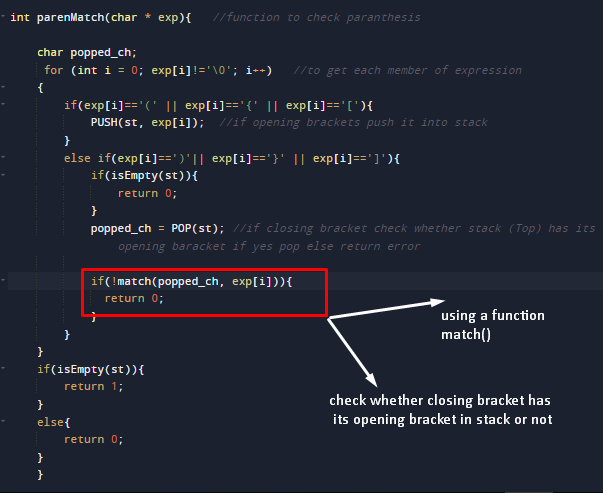 int parenMatch(char * exp){   //function to check paranthesis
char popped_ch;
for (int i = 0; exp[i]!='\0'; i++)   //to get each member of expression
{
if(exp[i]=='(' || exp[i]=='{' || exp[i]=='['){
PUSH(st, exp[i]);  //if opening brackets push it into stack
}
else if(exp[i]==')'|| exp[i]=='}' || exp[i]==']'){
if(isEmpty(st)){
return 0;
}
popped_ch = POP(st); //if closing bracket check whether stack (Top) has its
opening baracket if yes pop else return error
if(!match(popped_ch, exp[i])){
return 0;
}
}
}
if(isEmpty(st)){
return 1;
}
else{
return 0;
}
}
using a function
match()
check whether closing bracket has
its opening bracket in stack or not